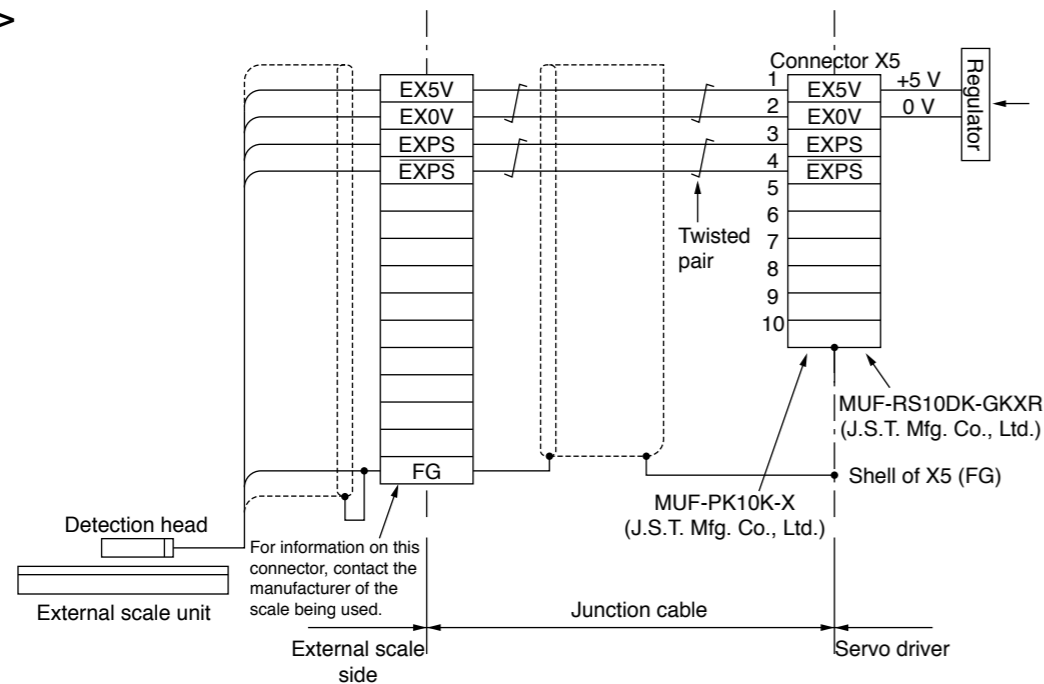 >
Connector X5
1 EX5V +5 V
2 EX0V 0 V
3 EXPS
4 E̅X̅P̅S̅
5
6
7
8
9
10
Regulator
EX5V
EX0V
EXPS
E̅X̅P̅S̅
FG
Twisted
pair
MUF-RS10DK-GKXR
(J.S.T. Mfg. Co., Ltd.)
Shell of X5 (FG)
MUF-PK10K-X
(J.S.T. Mfg. Co., Ltd.)
Detection head
External scale unit
For information on this
connector, contact the
manufacturer of the
scale being used.
External scale
side
Junction cable
Servo driver